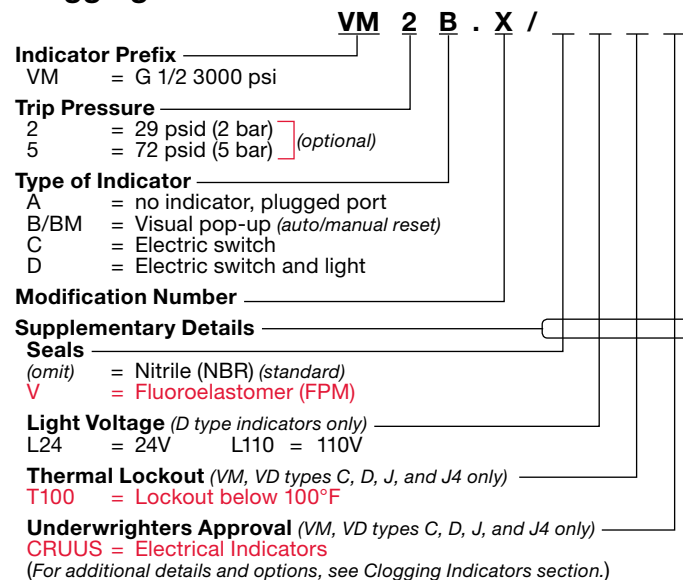 VM 2 B . X /
Indicator Prefix
VM = G 1/2 3000 psi
Trip Pressure
2 = 29 psid (2 bar)
5 = 72 psid (5 bar)
(optional)
Type of Indicator
A = no indicator, plugged port
B/BM = Visual pop-up (auto/manual reset)
C = Electric switch
D = Electric switch and light
Modification Number
Supplementary Details
Seals
(omit) = Nitrile (NBR) (standard)
V = Fluoroelastomer (FPM)
Light Voltage (D type indicators only)
L24 = 24V L110 = 110V
Thermal Lockout (VM, VD types C, D, J, and J4 only)
T100 = Lockout below 100°F
Underwrighters Approval (VM, VD types C, D, J, and J4 only)
CRUUS = Electrical Indicators
(For additional details and options, see Clogging Indicators section.)